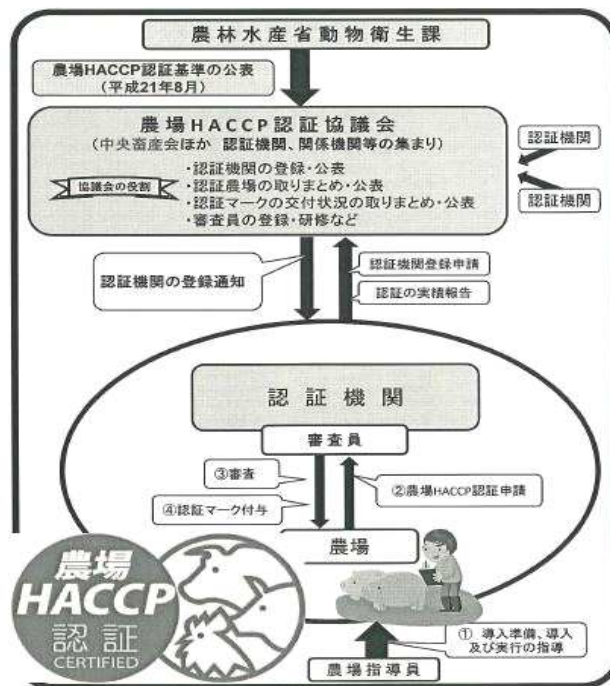 農林水産省動物衛生課
農場HACCP認証基準の公表
(平成21年8月)
農場HACCP認証協議会
(中央畜産会ほか 認証機関、関係機関等の集まり)
協議会の役割
・認証機関の登録・公表
・認証農場の取りまとめ・公表
・認証マークの交付状況の取りまとめ・公表
・審査員の登録・研修など
認証機関
認証機関
認証機関の登録通知
認証機関登録申請
認証の実績報告
認証機関
審査員
③審査
②農場HACCP認証申請
④認証マーク付与
農場
農場
HACCP
認証
CERTIFIED
① 導入準備、導入
及び実行の指導
農場指導員